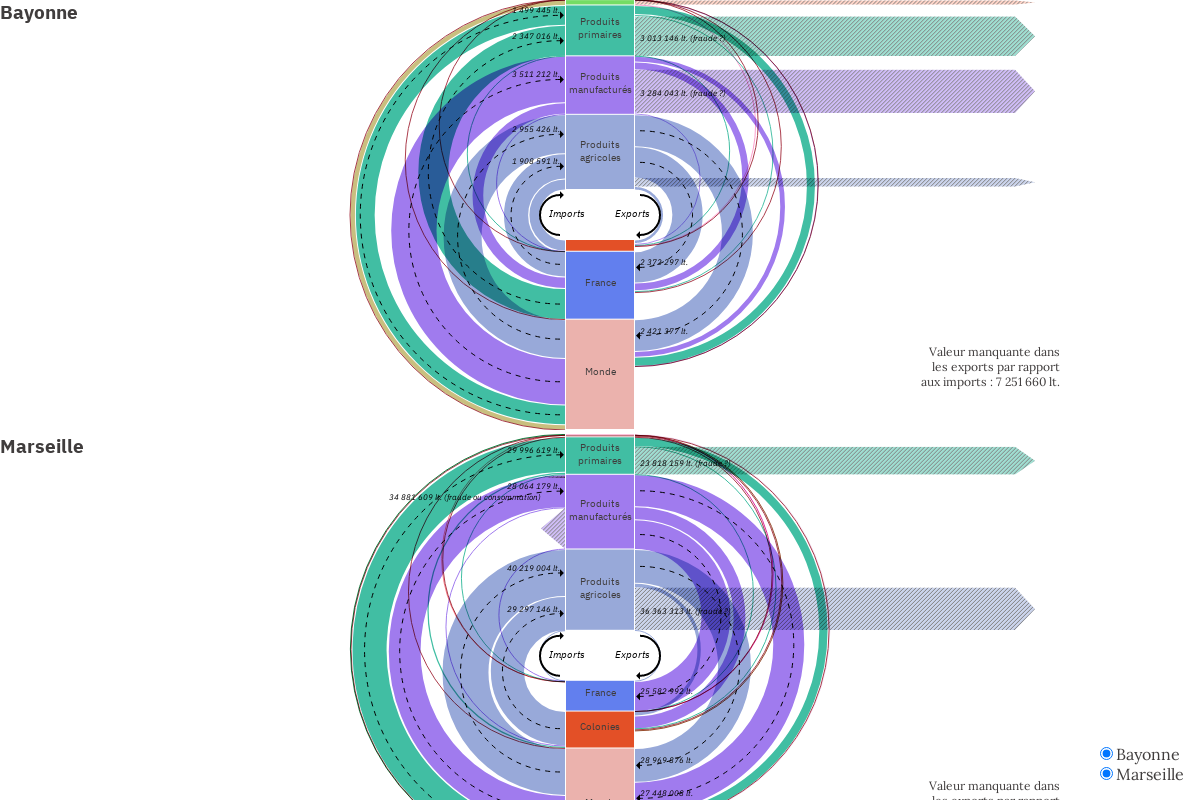 Bayonne
1 499 445 lt.
Produits
primaires
2 347 016 lt.
3 013 146 lt. (fraude ?)
3 511 212 lt.
Produits
manufacturés
3 284 043 lt. (fraude ?)
2 955 426 lt.
Produits
agricoles
1 908 591 lt.
Imports
Exports
2 372 297 lt.
France
2 421 377 lt.
Monde
Valeur manquante dans
les exports par rapport
aux imports : 7 251 660 lt.
Marseille
29 996 619 lt.
Produits
primaires
23 818 159 lt. (fraude ?)
28 064 179 lt.
34 881 609 lt. (fraude ou consommation)
Produits
manufacturés
40 219 004 lt.
Produits
agricoles
29 297 146 lt.
36 363 313 lt. (fraude ?)
Imports
Exports
France
25 582 992 lt.
Colonies
28 969 876 lt.
Bayonne
Marseille
Valeur manquante dans
27 448 008 lt.